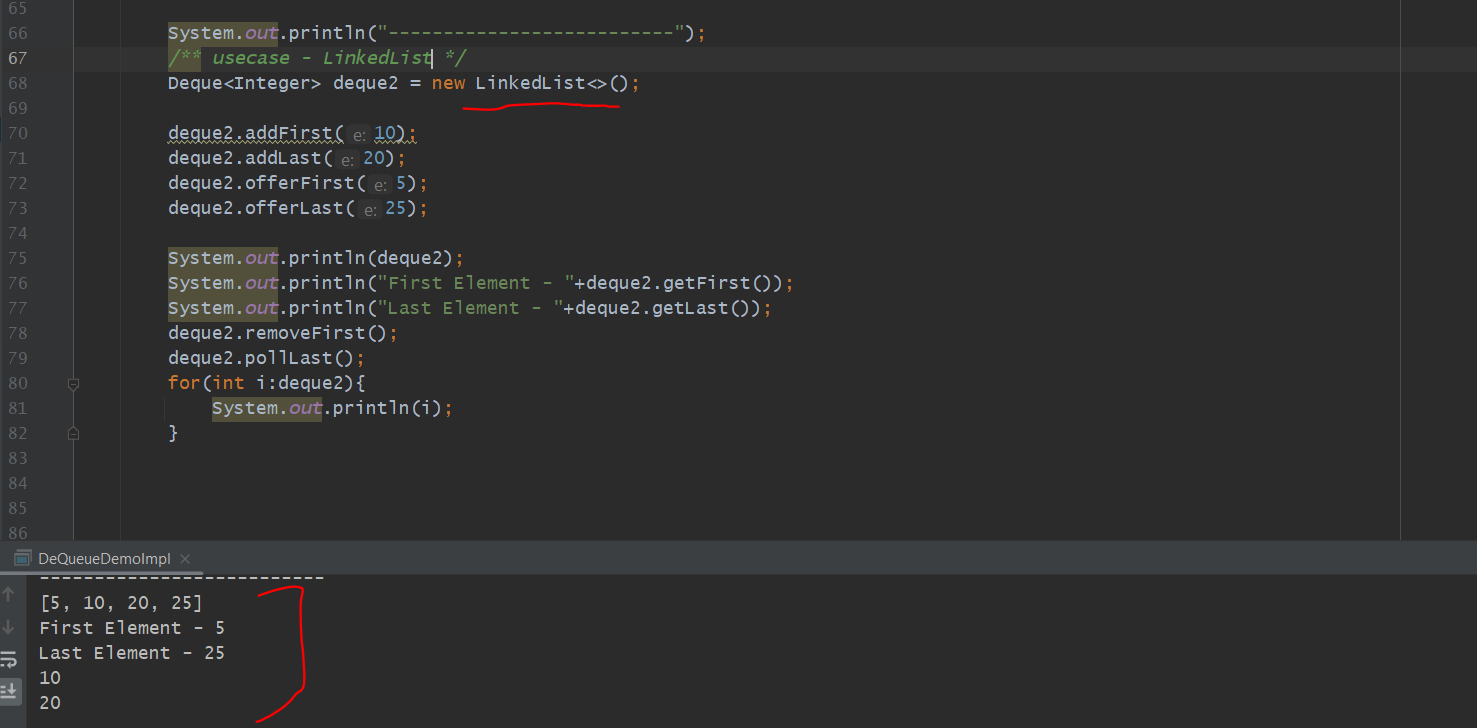 65
66 System.out.println("--------------------------");
67 /** usecase - LinkedList */
68 Deque<Integer> deque2 = new LinkedList<>();
69
70 deque2.addFirst( e: 10);
71 deque2.addLast( e: 20);
72 deque2.offerFirst( e: 5);
73 deque2.offerLast( e: 25);
74
75 System.out.println(deque2);
76 System.out.println("First Element - "+deque2.getFirst());
77 System.out.println("Last Element - "+deque2.getLast());
78 deque2.removeFirst();
79 deque2.pollLast();
80 for(int i:deque2){
81 System.out.println(i);
82 }
83
84
85
86
DeQueueDemoImpl
--------------------------
[5, 10, 20, 25]
First Element - 5
Last Element - 25
10
20